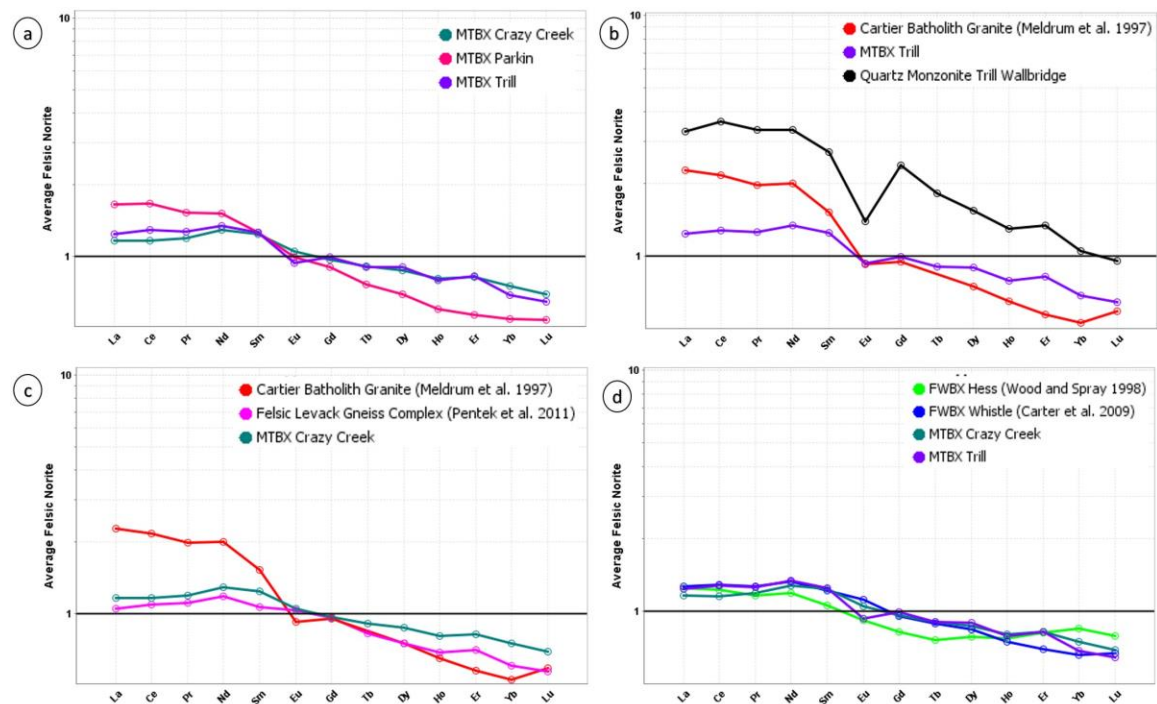 a
10
MTBX Crazy Creek
MTBX Parkin
MTBX Trill
Average Felsic Norite
1
La Ce Pr Nd Sm Eu Gd Tb Dy Ho Er Yb Lu
b
10
Cartier Batholith Granite (Meldrum et al. 1997)
MTBX Trill
Quartz Monzonite Trill Wallbridge
Average Felsic Norite
1
La Ce Pr Nd Sm Eu Gd Tb Dy Ho Er Yb Lu
c
10
Cartier Batholith Granite (Meldrum et al. 1997)
Felsic Levack Gneiss Complex (Pentek et al. 2011)
MTBX Crazy Creek
Average Felsic Norite
1
La Ce Pr Nd Sm Eu Gd Tb Dy Ho Er Yb Lu
d
10
FWBX Hess (Wood and Spray 1998)
FWBX Whistle (Carter et al. 2009)
MTBX Crazy Creek
MTBX Trill
Average Felsic Norite
1
La Ce Pr Nd Sm Eu Gd Tb Dy Ho Er Yb Lu